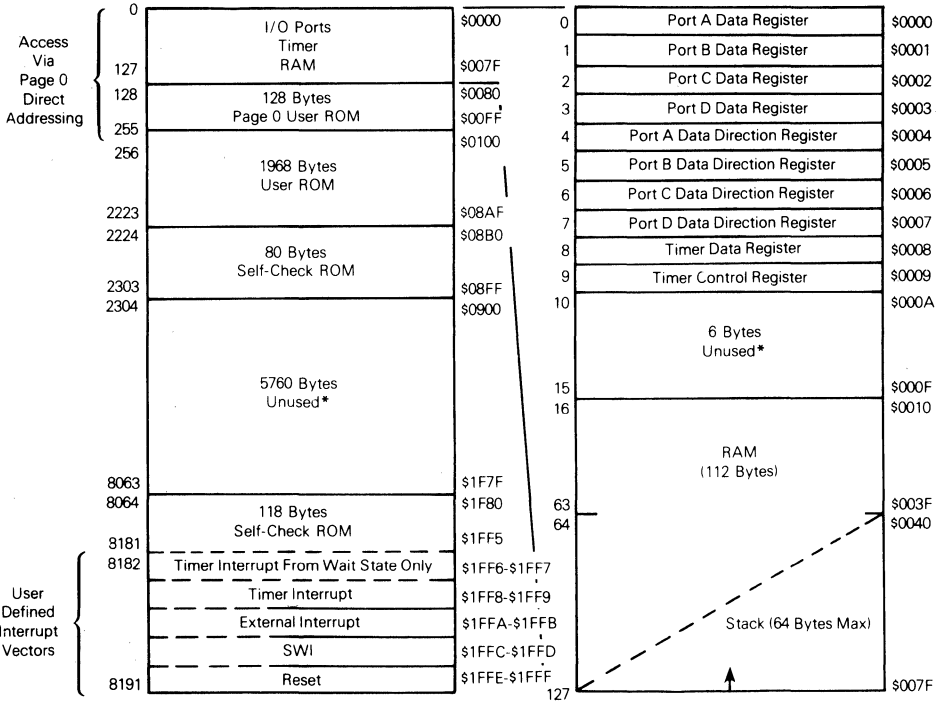 Access
Via
Page 0
Direct
Addressing
0
I/O Ports
Timer
RAM
$0000
127
$007F
128
128 Bytes
Page 0 User ROM
$0080
255
$00FF
256
1968 Bytes
User ROM
$0100
2223
$08AF
2224
80 Bytes
Self-Check ROM
$08B0
2303
$08FF
2304
$0900
5760 Bytes
Unused*
8063
$1F7F
8064
118 Bytes
Self-Check ROM
$1F80
8181
$1FF5
User
Defined
Interrupt
Vectors
8182
Timer Interrupt From Wait State Only
$1FF6-$1FF7
Timer Interrupt
$1FF8-$1FF9
External Interrupt
$1FFA-$1FFB
SWI
$1FFC-$1FFD
8191
Reset
$1FFE-$1FFF
0
Port A Data Register
$0000
1
Port B Data Register
$0001
2
Port C Data Register
$0002
3
Port D Data Register
$0003
4
Port A Data Direction Register
$0004
5
Port B Data Direction Register
$0005
6
Port C Data Direction Register
$0006
7
Port D Data Direction Register
$0007
8
Timer Data Register
$0008
9
Timer Control Register
$0009
10
$000A
6 Bytes
Unused*
15
$000F
16
$0010
RAM
(112 Bytes)
63
$003F
64
$0040
Stack (64 Bytes Max)
127
$007F